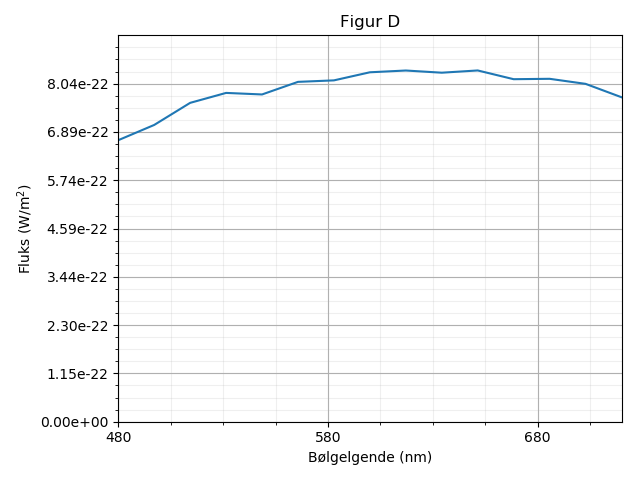 Figur D
8.04e-22
6.89e-22
5.74e-22
4.59e-22
3.44e-22
2.30e-22
1.15e-22
0.00e+00
Fluks (W/m²)
480 580 680
Bølgelgende (nm)